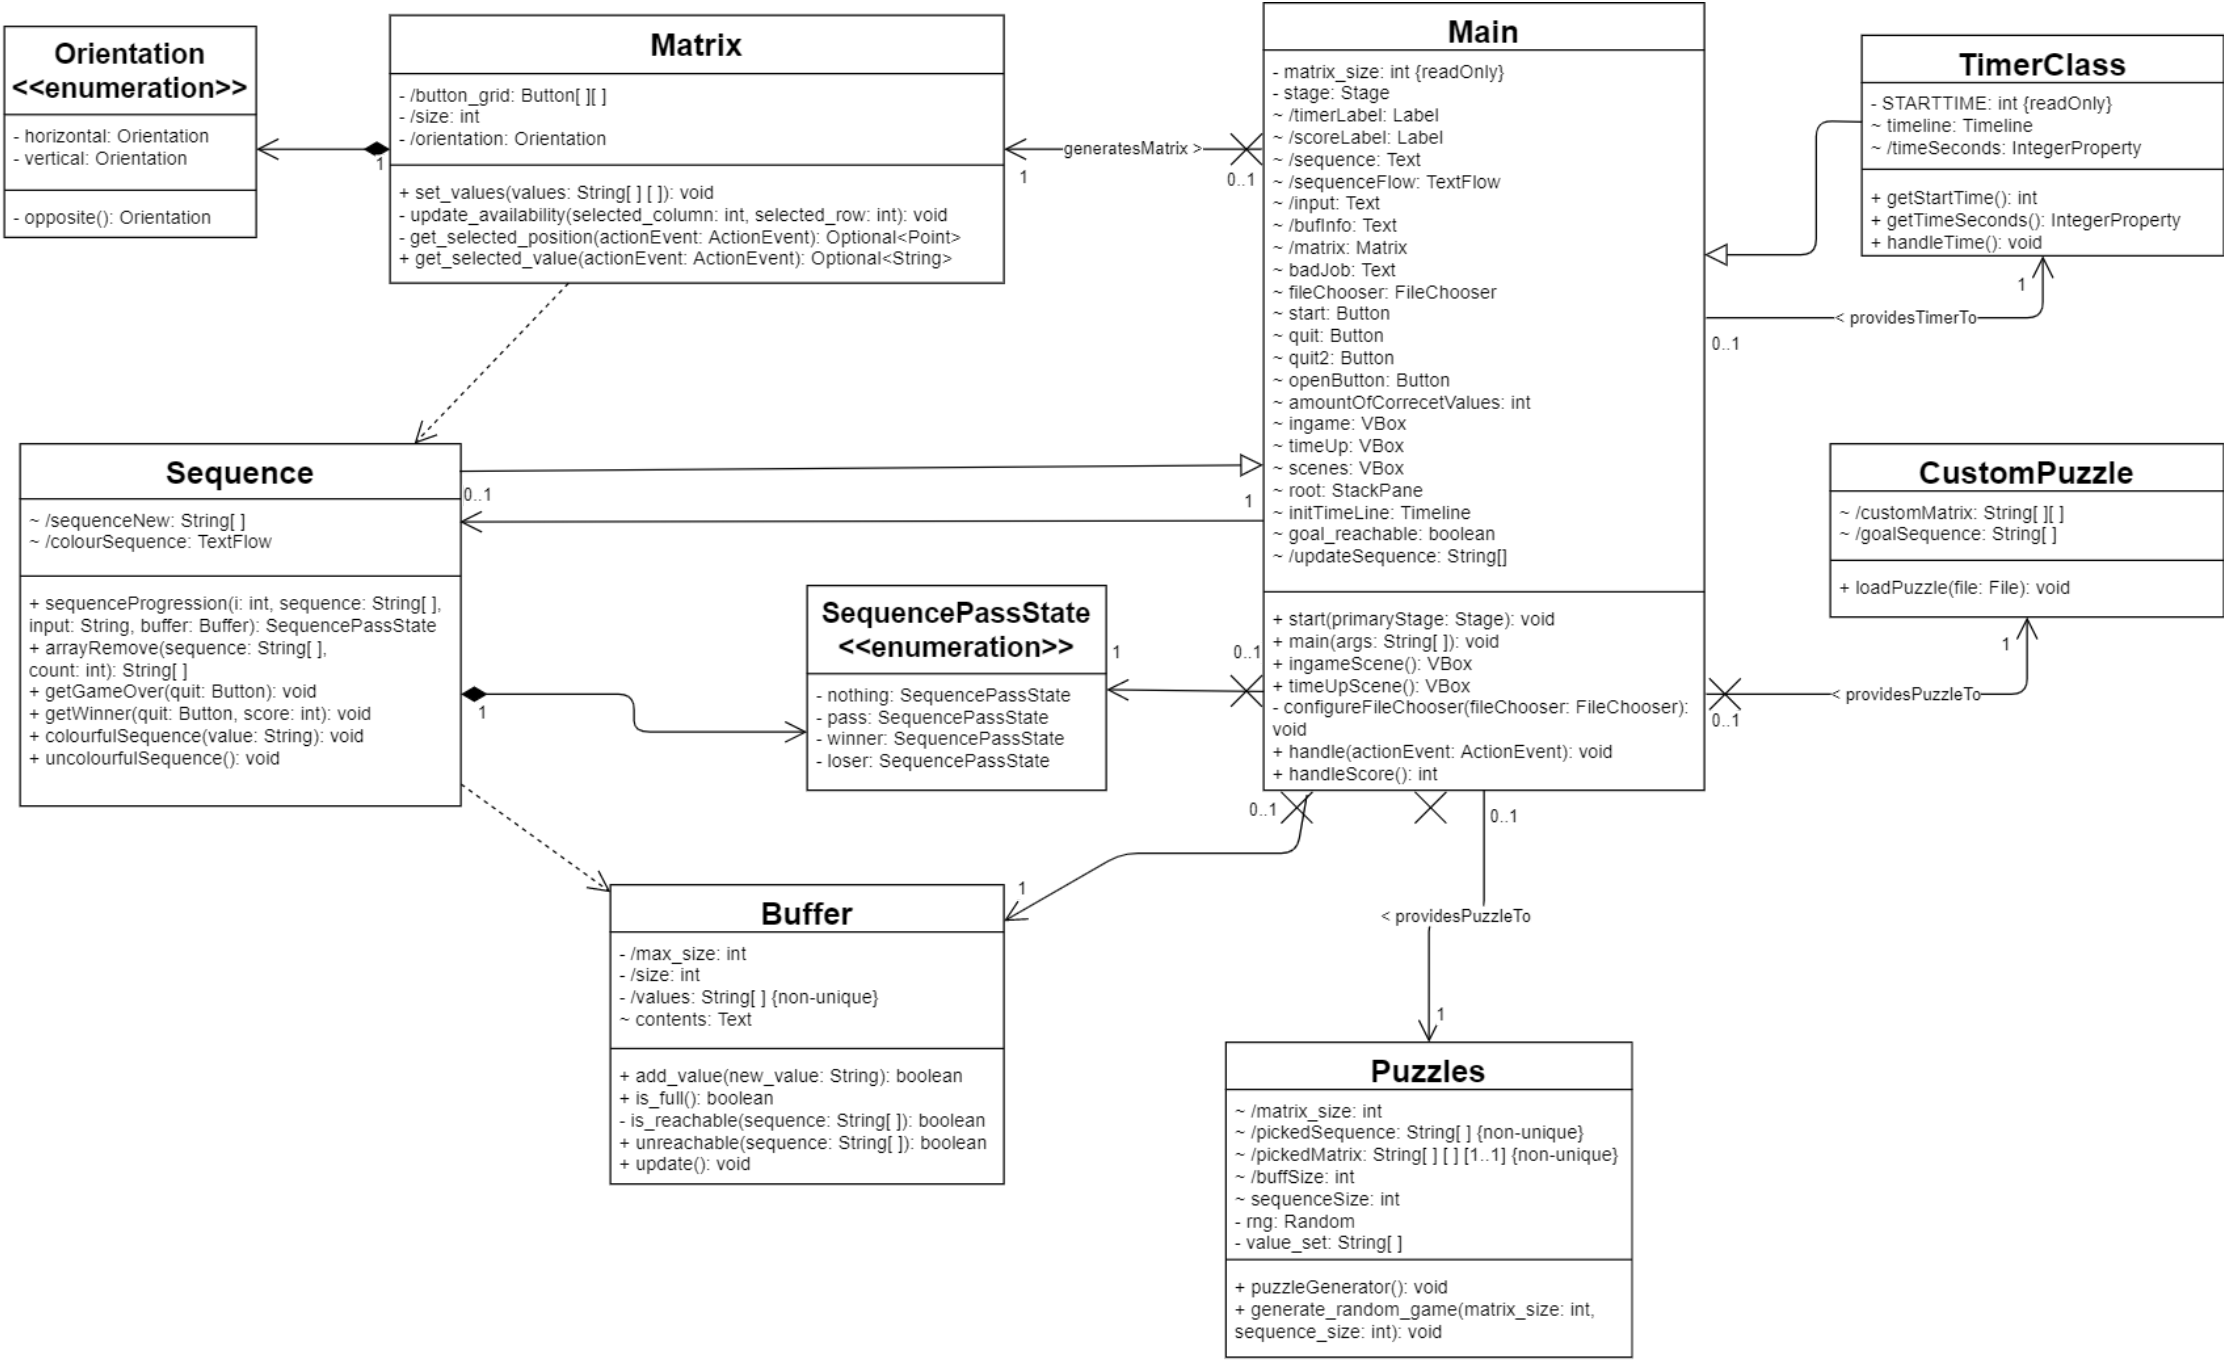 Orientation
<<enumeration>>
- horizontal: Orientation
- vertical: Orientation
- opposite(): Orientation
1
Matrix
- /button_grid: Button[ ][ ]
- /size: int
- /orientation: Orientation
+ set_values(values: String[ ] [ ]): void
- update_availability(selected_column: int, selected_row: int): void
- get_selected_position(actionEvent: ActionEvent): Optional<Point>
+ get_selected_value(actionEvent: ActionEvent): Optional<String>
generatesMatrix >
1
0..1
Main
- matrix_size: int {readOnly}
- stage: Stage
~ /timerLabel: Label
~ /scoreLabel: Label
~ /sequence: Text
~ /sequenceFlow: TextFlow
~ /input: Text
~ /bufInfo: Text
~ /matrix: Matrix
~ badJob: Text
~ fileChooser: FileChooser
~ start: Button
~ quit: Button
~ quit2: Button
~ openButton: Button
~ amountOfCorrecetValues: int
~ ingame: VBox
~ timeUp: VBox
~ scenes: VBox
~ root: StackPane
~ initTimeLine: Timeline
~ goal_reachable: boolean
~ /updateSequence: String[]
+ start(primaryStage: Stage): void
+ main(args: String[ ]): void
+ ingameScene(): VBox
+ timeUpScene(): VBox
- configureFileChooser(fileChooser: FileChooser):
void
+ handle(actionEvent: ActionEvent): void
+ handleScore(): int
TimerClass
- STARTTIME: int {readOnly}
~ timeline: Timeline
~ /timeSeconds: IntegerProperty
+ getStartTime(): int
+ getTimeSeconds(): IntegerProperty
+ handleTime(): void
1
< providesTimerTo
0..1
Sequence
~ /sequenceNew: String[ ]
~ /colourSequence: TextFlow
+ sequenceProgression(i: int, sequence: String[ ],
input: String, buffer: Buffer): SequencePassState
+ arrayRemove(sequence: String[ ],
count: int): String[ ]
+ getGameOver(quit: Button): void
+ getWinner(quit: Button, score: int): void
+ colourfulSequence(value: String): void
+ uncolourfulSequence(): void
0..1
1
1
SequencePassState
<<enumeration>>
- nothing: SequencePassState
- pass: SequencePassState
- winner: SequencePassState
- loser: SequencePassState
1
0..1
CustomPuzzle
~ /customMatrix: String[ ][ ]
~ /goalSequence: String[ ]
+ loadPuzzle(file: File): void
1
< providesPuzzleTo
0..1
0..1
0..1
1
Buffer
- /max_size: int
- /size: int
- /values: String[ ] {non-unique}
~ contents: Text
+ add_value(new_value: String): boolean
+ is_full(): boolean
- is_reachable(sequence: String[ ]): boolean
+ unreachable(sequence: String[ ]): boolean
+ update(): void
< providesPuzzleTo
1
Puzzles
~ /matrix_size: int
~ /pickedSequence: String[ ] {non-unique}
~ /pickedMatrix: String[ ] [ ] [1..1] {non-unique}
~ /buffSize: int
~ sequenceSize: int
- rng: Random
- value_set: String[ ]
+ puzzleGenerator(): void
+ generate_random_game(matrix_size: int,
sequence_size: int): void